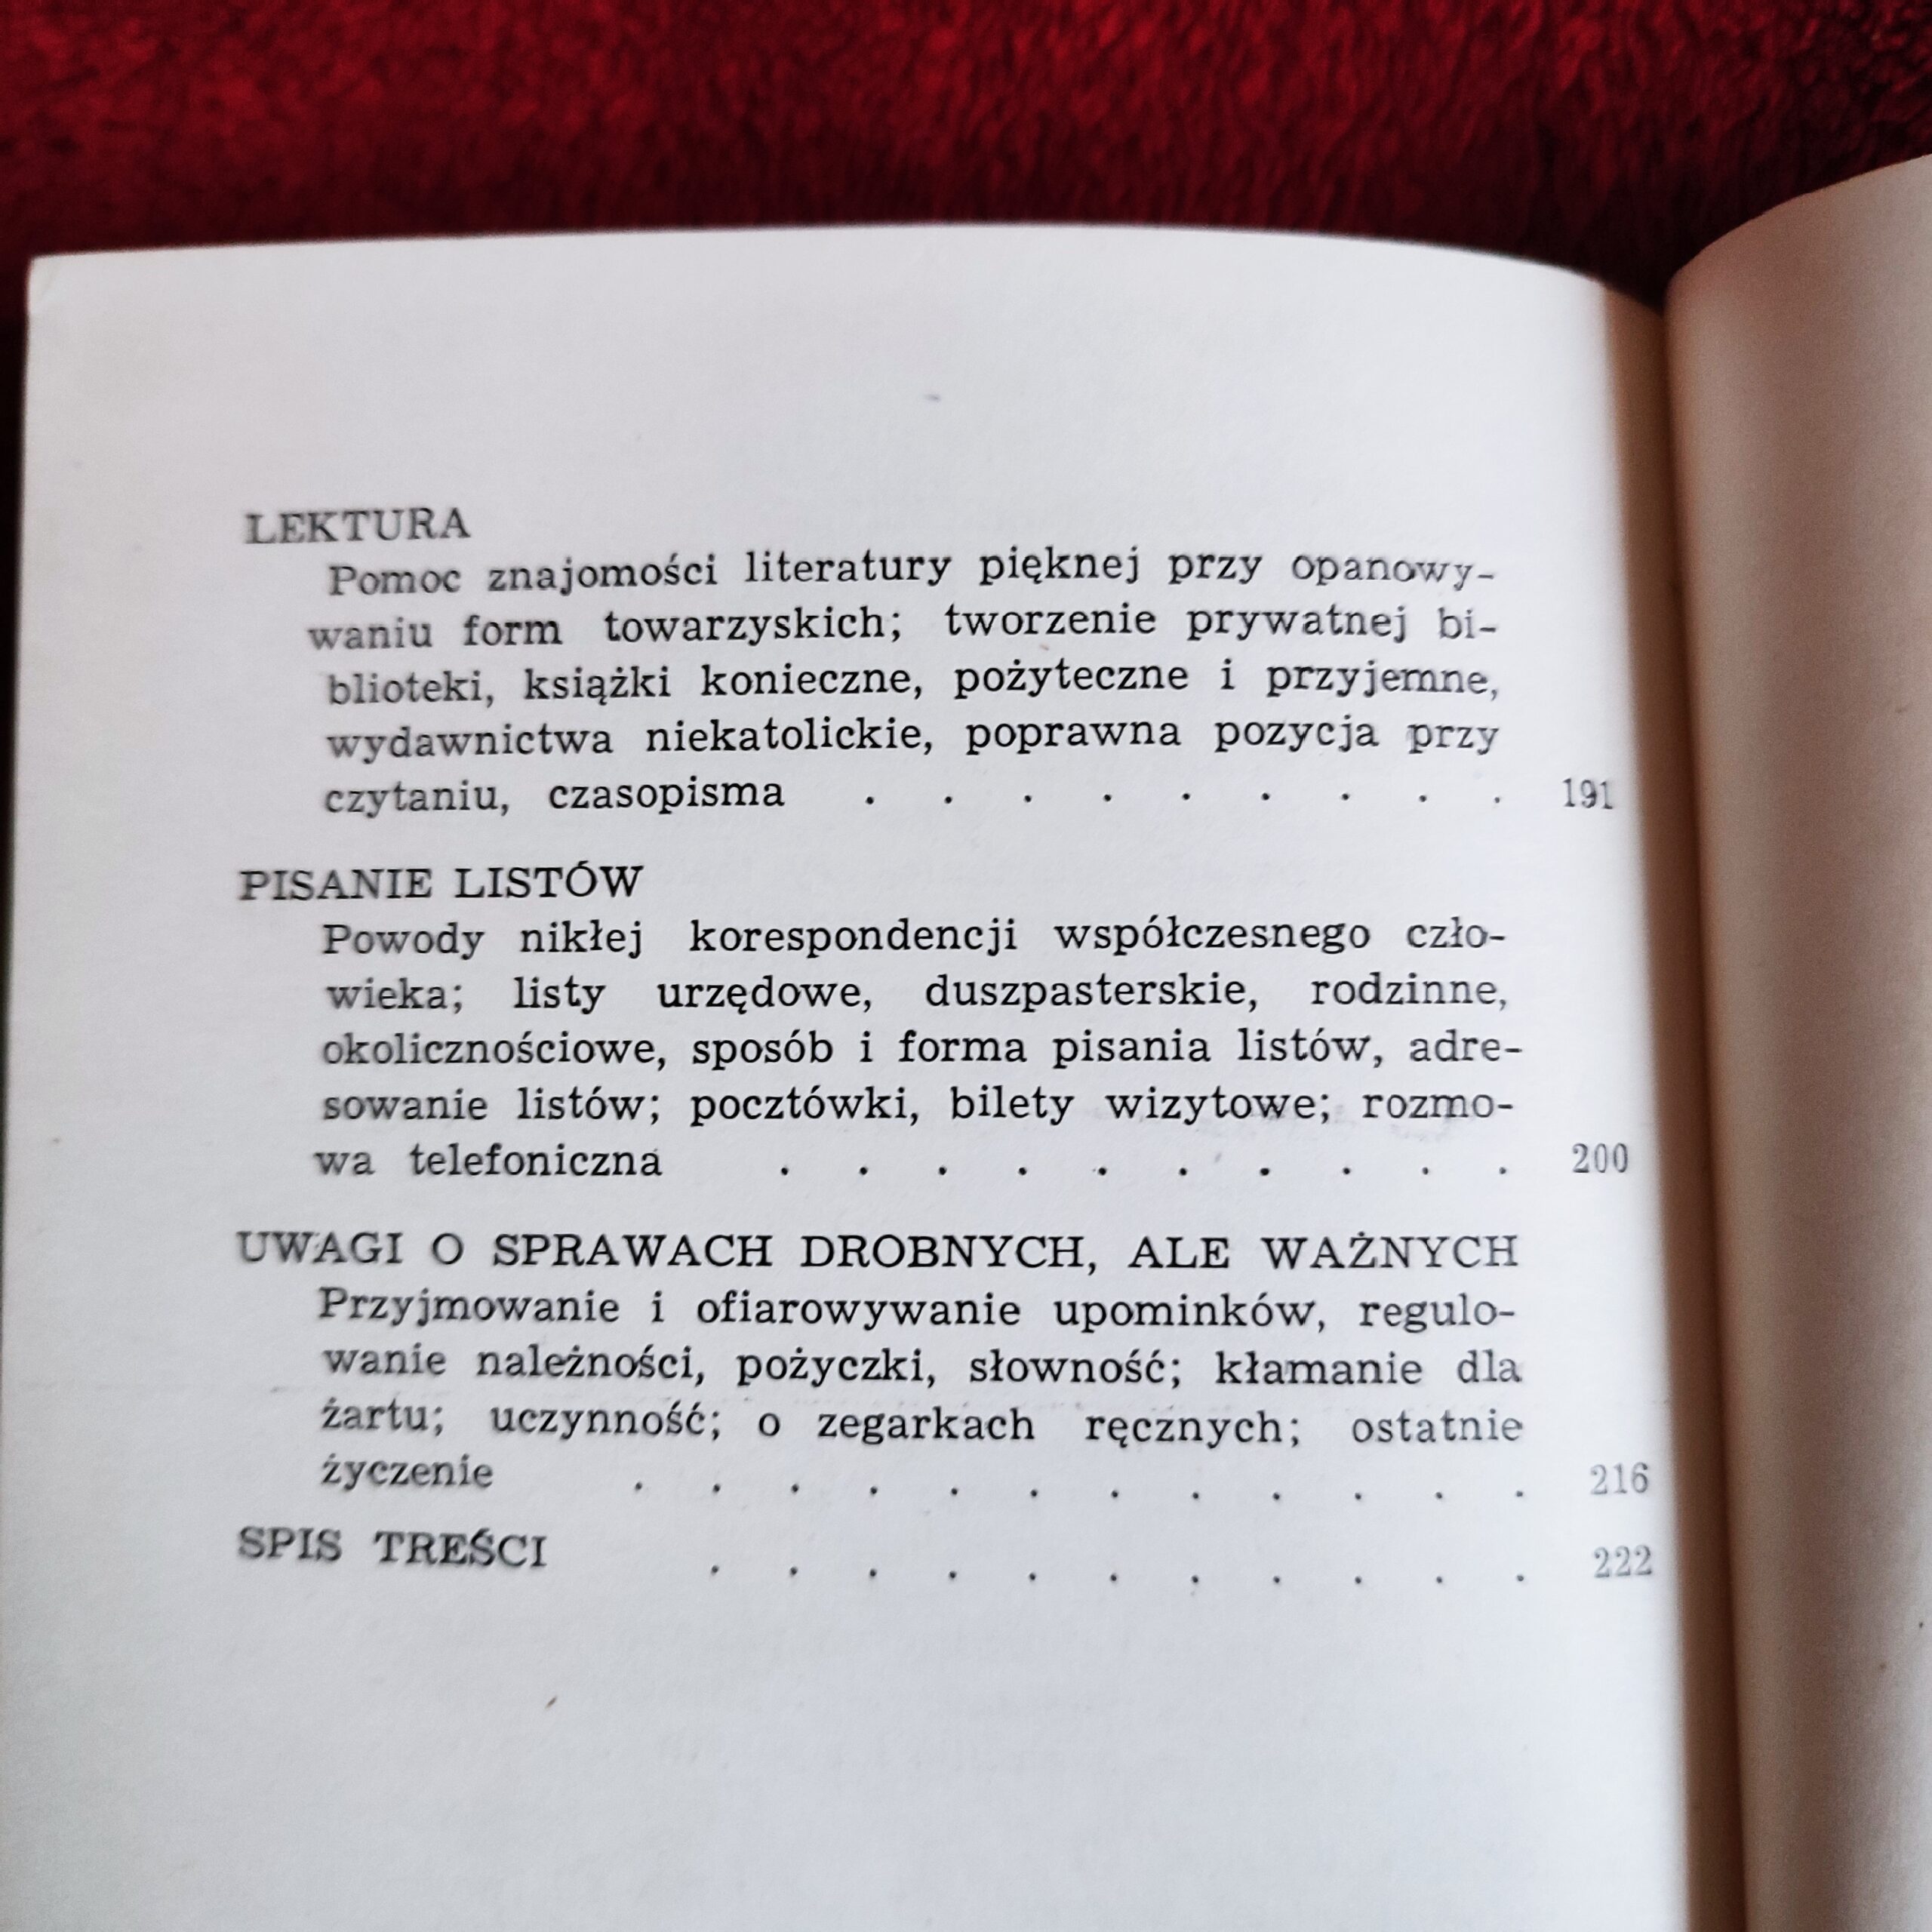 LEKTURA
Pomoc znajomości literatury pięknej przy opanowy-
waniu form towarzyskich; tworzenie prywatnej bi-
blioteki, książki konieczne, pożyteczne i przyjemne,
wydawnictwa niekatolickie, poprawna pozycja przy
czytaniu, czasopisma . . . . . . . . . 191
PISANIE LISTÓW
Powody nikłej korespondencji współczesnego czło-
wieka; listy urzędowe, duszpasterskie, rodzinne,
okolicznościowe, sposób i forma pisania listów, adre-
sowanie listów; pocztówki, bilety wizytowe; rozmo-
wa telefoniczna . . . . . . . . . . 200
UWAGI O SPRAWACH DROBNYCH, ALE WAŻNYCH
Przyjmowanie i ofiarowywanie upominków, regulo-
wanie należności, pożyczki, słowność; kłamanie dla
żartu; uczynność; o zegarkach ręcznych; ostatnie
życzenie . . . . . . . . . . . . 216
SPIS TREŚCI . . . . . . . . . . . 222